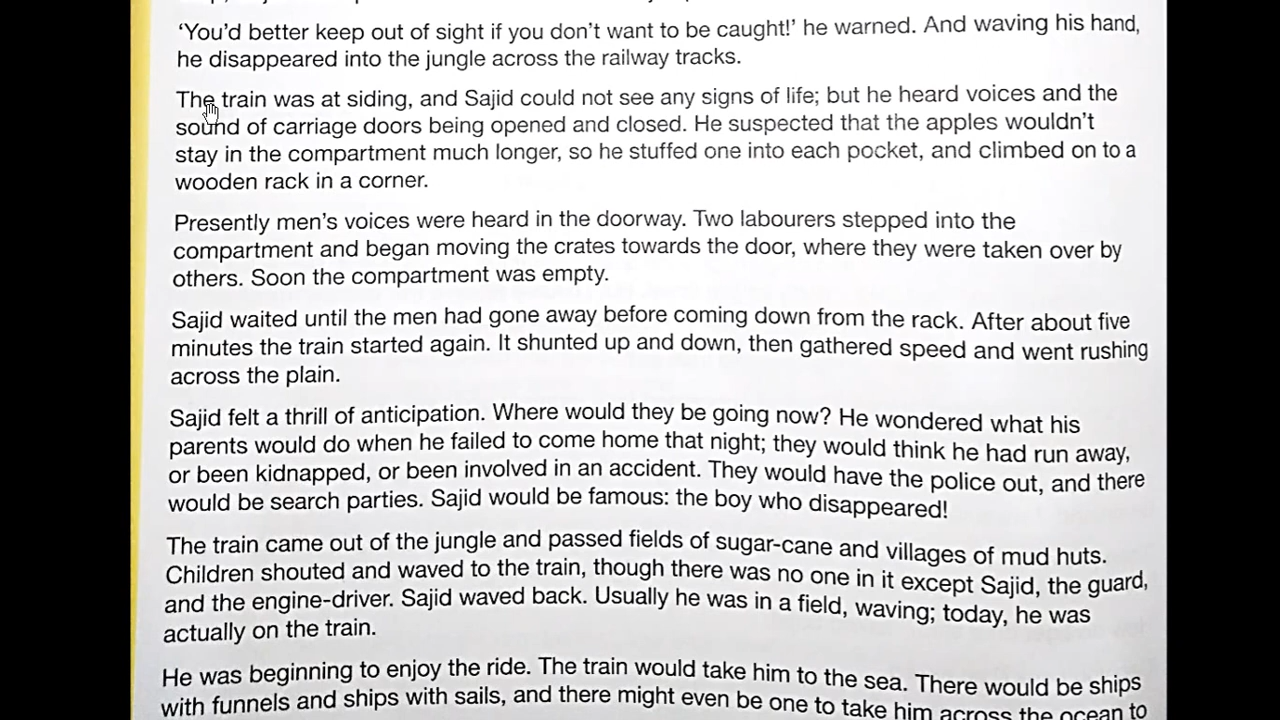 ‘You’d better keep out of sight if you don’t want to be caught!’ he warned. And waving his hand,
he disappeared into the jungle across the railway tracks.
The train was at siding, and Sajid could not see any signs of life; but he heard voices and the
sound of carriage doors being opened and closed. He suspected that the apples wouldn’t
stay in the compartment much longer, so he stuffed one into each pocket, and climbed on to a
wooden rack in a corner.
Presently men’s voices were heard in the doorway. Two labourers stepped into the
compartment and began moving the crates towards the door, where they were taken over by
others. Soon the compartment was empty.
Sajid waited until the men had gone away before coming down from the rack. After about five
minutes the train started again. It shunted up and down, then gathered speed and went rushing
across the plain.
Sajid felt a thrill of anticipation. Where would they be going now? He wondered what his
parents would do when he failed to come home that night; they would think he had run away,
or been kidnapped, or been involved in an accident. They would have the police out, and there
would be search parties. Sajid would be famous: the boy who disappeared!
The train came out of the jungle and passed fields of sugar-cane and villages of mud huts.
Children shouted and waved to the train, though there was no one in it except Sajid, the guard,
and the engine-driver. Sajid waved back. Usually he was in a field, waving; today, he was
actually on the train.
He was beginning to enjoy the ride. The train would take him to the sea. There would be ships
with funnels and ships with sails, and there might even be one to take him across the ocean to